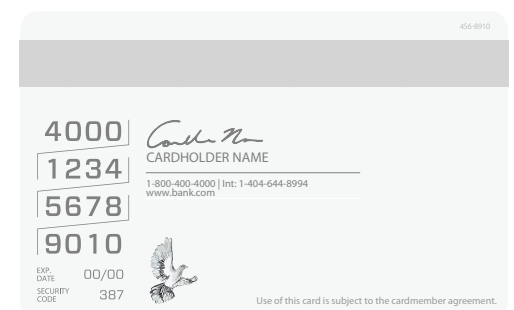 456-8910
4000
1234
5678
9010
CARDHOLDER NAME
1-800-400-4000 | Int: 1-404-644-8994
www.bank.com
EXP. DATE 00/00
SECURITY CODE 387
Use of this card is subject to the cardmember agreement.